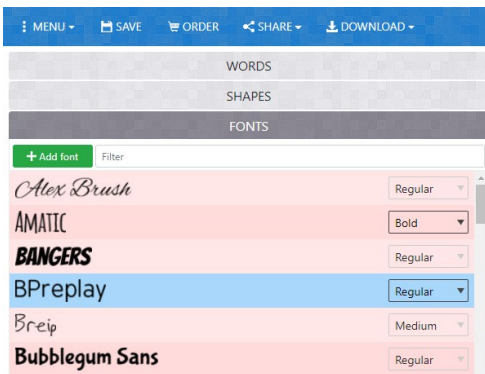 MENU SAVE ORDER SHARE DOWNLOAD
WORDS
SHAPES
FONTS
+ Add font Filter
Alex Brush Regular
AMATIC Bold
BANGERS Regular
BPreplay Regular
Breip Medium
Bubblegum Sans Regular